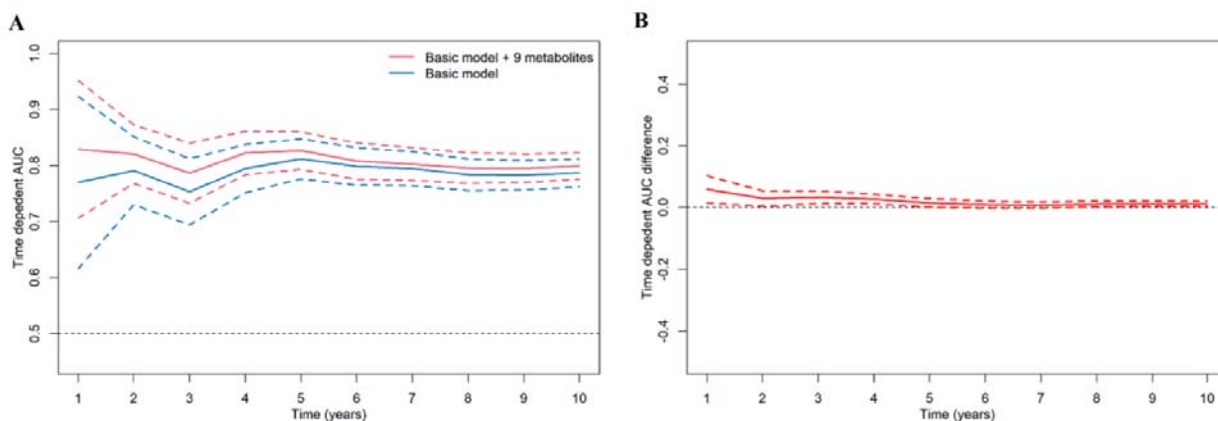 A
Time depedent AUC
1.0
0.9
0.8
0.7
0.6
0.5
Basic model + 9 metabolites
Basic model
1 2 3 4 5 6 7 8 9 10
Time (years)
B
Time depedent AUC difference
0.4
0.2
0.0
-0.2
-0.4
1 2 3 4 5 6 7 8 9 10
Time (years)